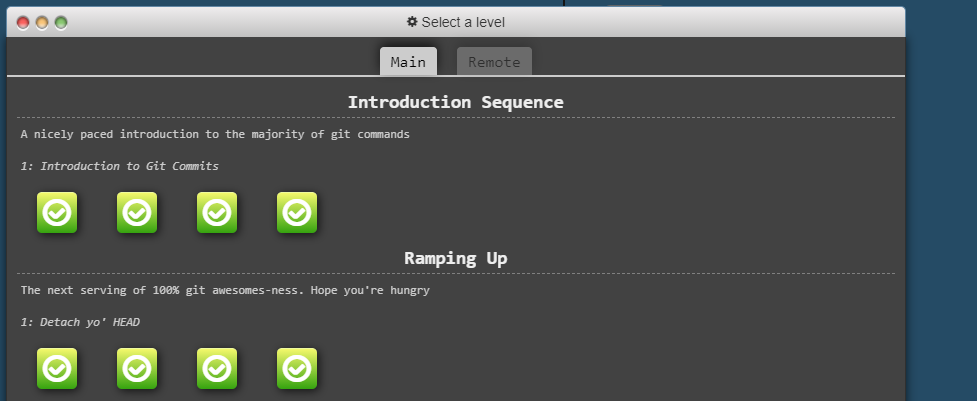 Select a level
Main
Remote
Introduction Sequence
A nicely paced introduction to the majority of git commands
1: Introduction to Git Commits
Ramping Up
The next serving of 100% git awesomes-ness. Hope you're hungry
1: Detach yo' HEAD